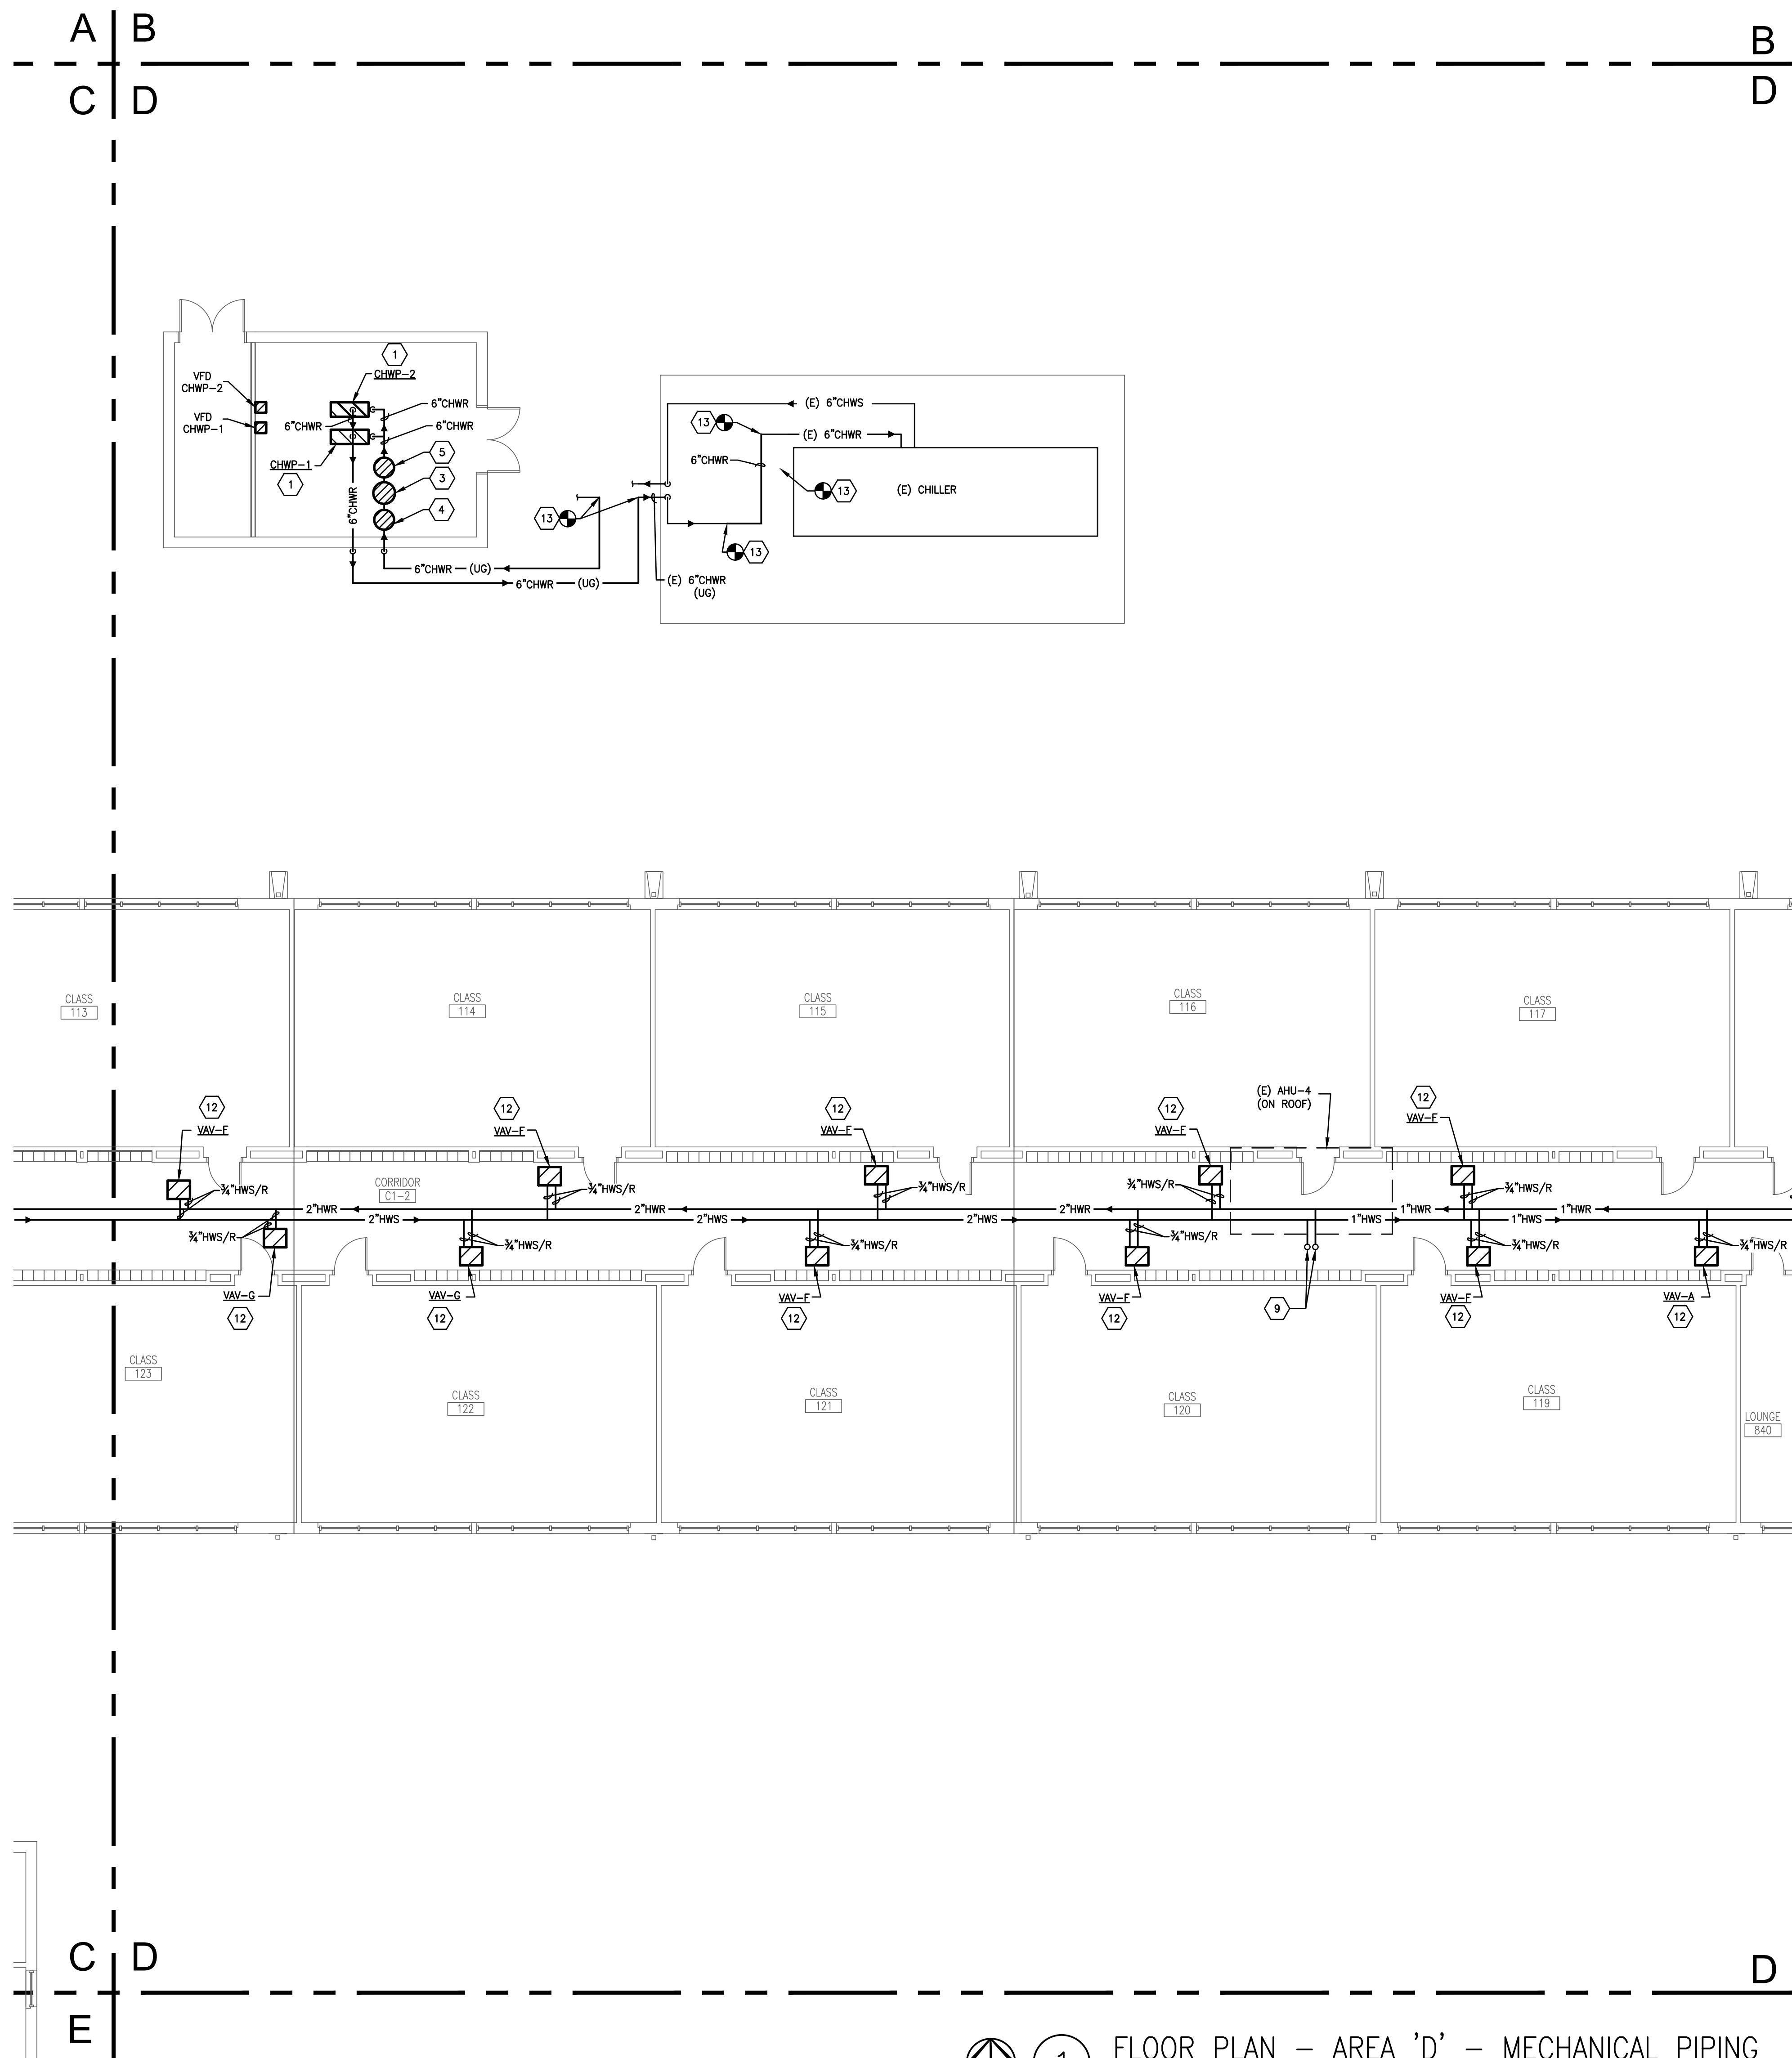 A B
B
C D
D
1
CHWP-2
VFD
CHWP-2
VFD
CHWP-1
6"CHWR
6"CHWR
6"CHWR
CHWP-1
1
5
3
4
6"CHWR
6"CHWR (UG)
6"CHWR (UG)
13
(E) 6"CHWS
13
(E) 6"CHWR
6"CHWR
13
(E) CHILLER
13
(E) 6"CHWR
(UG)
CLASS
113
CLASS
114
CLASS
115
CLASS
116
CLASS
117
12
VAV-F
12
VAV-F
12
VAV-F
12
VAV-F
(E) AHU-4
(ON ROOF)
12
VAV-F
CORRIDOR
C1-2
¾"HWS/R
¾"HWS/R
¾"HWS/R
¾"HWS/R
¾"HWS/R
2"HWR
2"HWR
2"HWR
1"HWR
1"HWR
2"HWS
2"HWS
2"HWS
1"HWS
1"HWS
¾"HWS/R
¾"HWS/R
¾"HWS/R
¾"HWS/R
¾"HWS/R
¾"HWS/R
VAV-G
12
VAV-G
12
VAV-F
12
VAV-F
12
9
VAV-F
12
VAV-A
12
CLASS
123
CLASS
122
CLASS
121
CLASS
120
CLASS
119
LOUNGE
840
C D
D
E
1
FLOOR PLAN - AREA 'D' - MECHANICAL PIPING